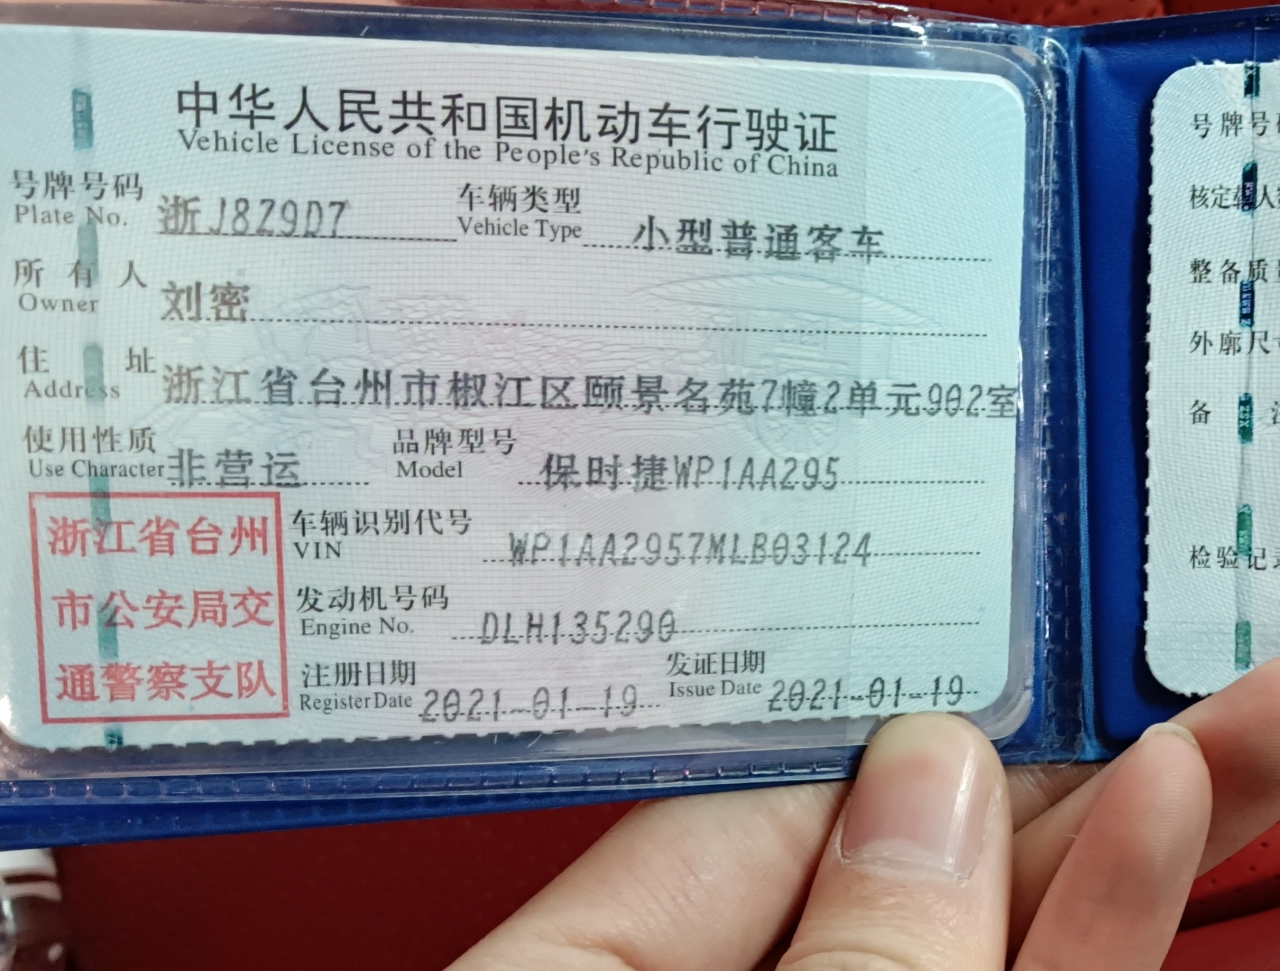 中华人民共和国机动车行驶证
Vehicle License of the People's Republic of China
号牌号码 浙J8Z9D7 车辆类型 小型普通客车
Plate No. Vehicle Type
所有人 刘密
Owner
住址 浙江省台州市椒江区颐景名苑7幢2单元902室
Address
使用性质 非营运 品牌型号 保时捷WP1AA295
Use Character Model
浙江省台州
市公安局交
通警察支队
车辆识别代号 WP1AA2957MLB03124
VIN
发动机号码 DLH135290
Engine No.
注册日期 2021-01-19 发证日期 2021-01-19
Register Date Issue Date
号牌号
核定载人
整备质量
外廓尺寸
备
检验记录